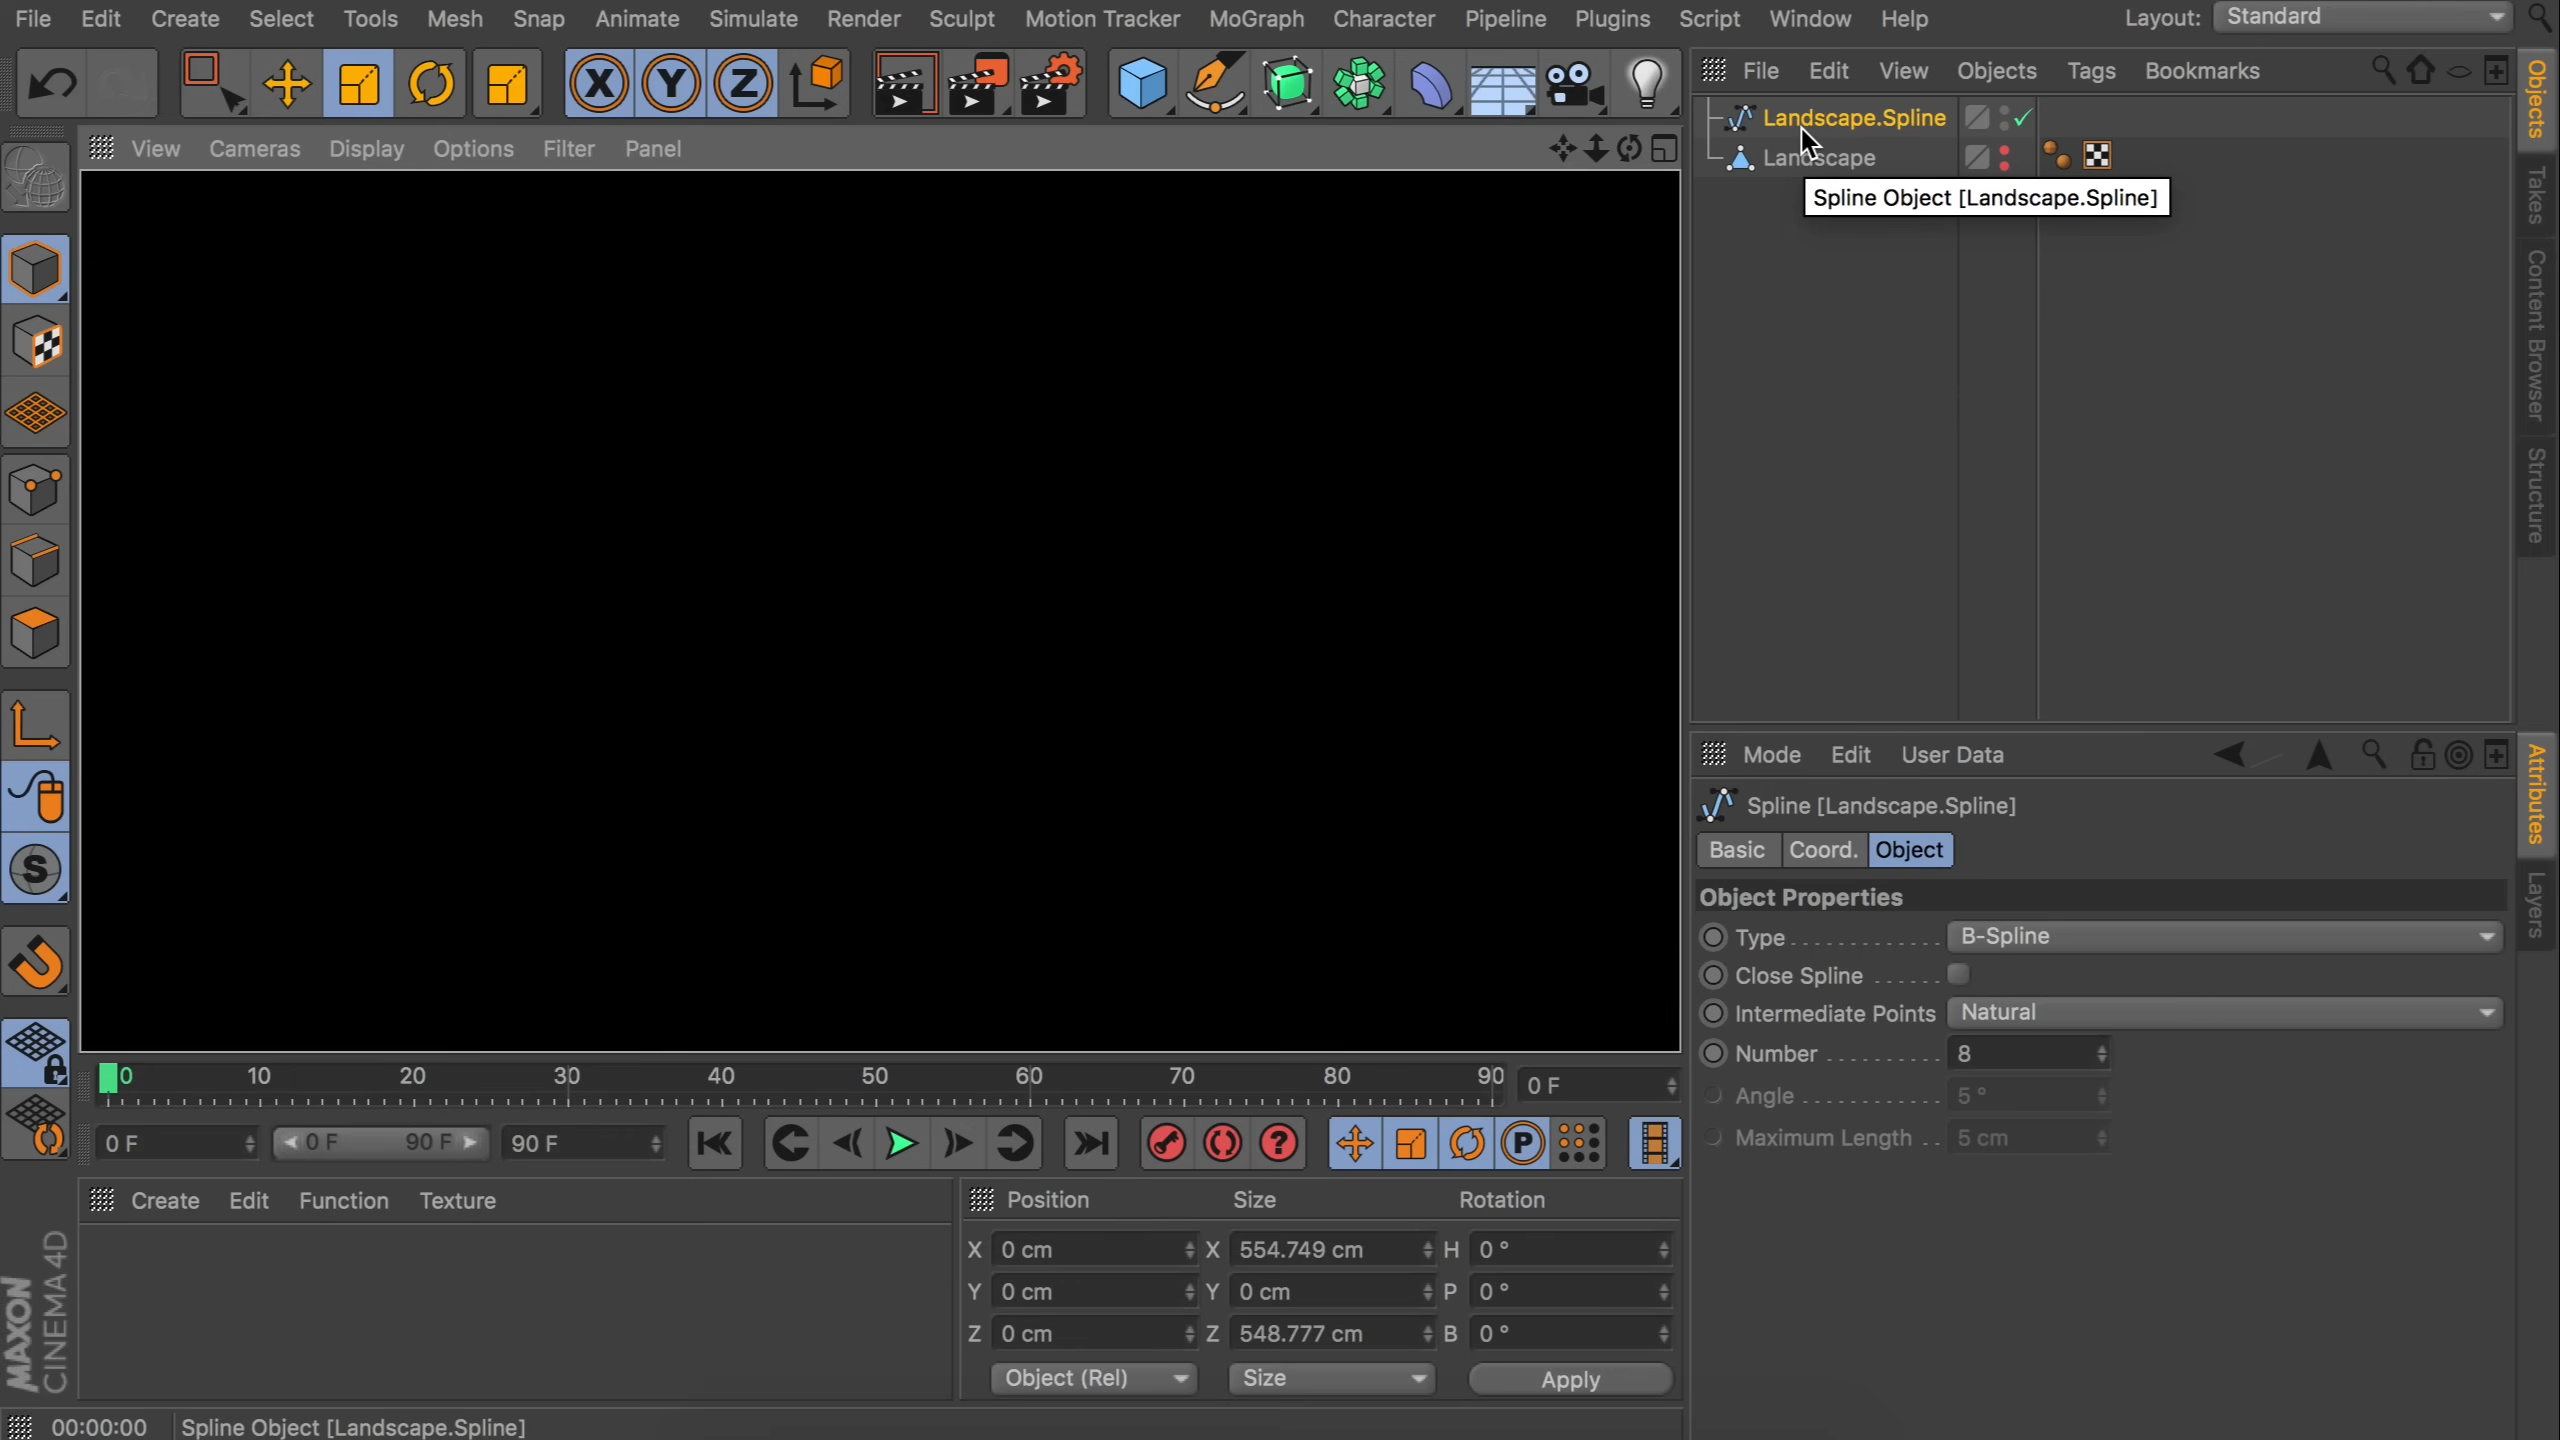 File Edit Create Select Tools Mesh Snap Animate Simulate Render Sculpt Motion Tracker MoGraph Character Pipeline Plugins Script Window Help Layout: Standard
X Y Z
File Edit View Objects Tags Bookmarks
View Cameras Display Options Filter Panel
Landscape.Spline
Landscape
Spline Object [Landscape.Spline]
Objects
Takes
Content Browser
Structure
Mode Edit User Data
Spline [Landscape.Spline]
Basic Coord. Object
Object Properties
Type B-Spline
Close Spline
Intermediate Points Natural
Number 8
Angle 5 °
Maximum Length 5 cm
Attributes
Layers
S
0 10 20 30 40 50 60 70 80 90 0 F
0 F 0 F 90 F 90 F ? P
Create Edit Function Texture
Position Size Rotation
X 0 cm X 554.749 cm H 0 °
Y 0 cm Y 0 cm P 0 °
Z 0 cm Z 548.777 cm B 0 °
Object (Rel) Size Apply
MAXON
CINEMA 4D
00:00:00 Spline Object [Landscape.Spline]